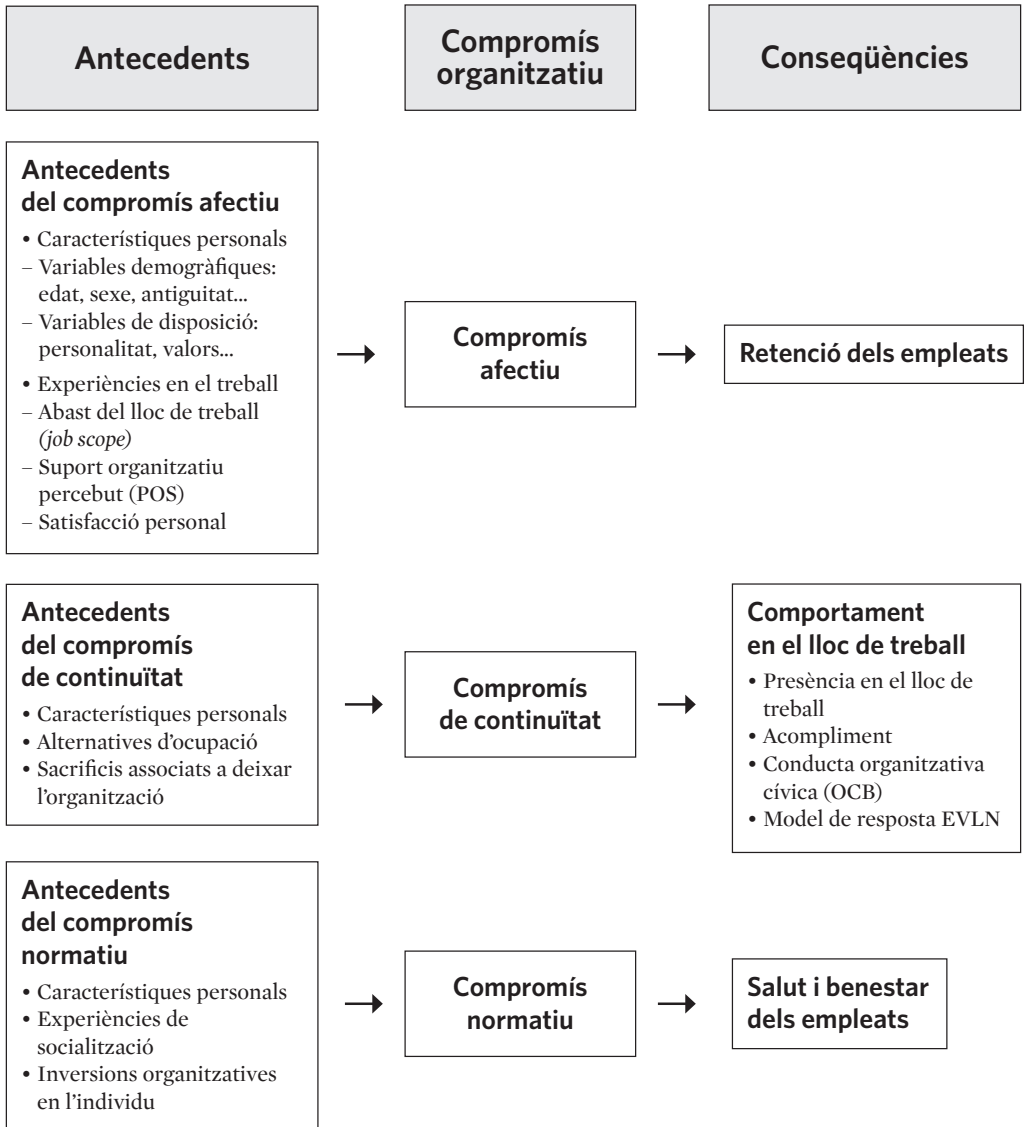 Antecedents
Compromís
organitzatiu
Conseqüències
Antecedents
del compromís afectiu
• Característiques personals
– Variables demogràfiques:
edat, sexe, antiguitat...
– Variables de disposició:
personalitat, valors...
• Experiències en el treball
– Abast del lloc de treball
(job scope)
– Suport organitzatiu
percebut (POS)
– Satisfacció personal
Compromís
afectiu
Retenció dels empleats
Antecedents
del compromís
de continuïtat
• Característiques personals
• Alternatives d'ocupació
• Sacrificis associats a deixar
l'organització
Compromís
de continuïtat
Comportament
en el lloc de treball
• Presència en el lloc de
treball
• Acompliment
• Conducta organitzativa
cívica (OCB)
• Model de resposta EVLN
Antecedents
del compromís
normatiu
• Característiques personals
• Experiències de
socialització
• Inversions organitzatives
en l'individu
Compromís
normatiu
Salut i benestar
dels empleats